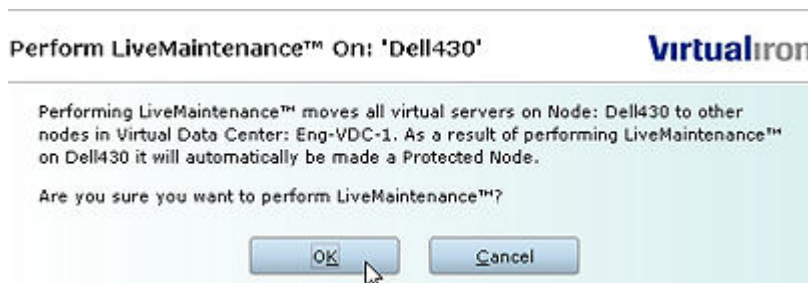 Perform LiveMaintenance™ On: 'Dell430'
Virtualiron
Performing LiveMaintenance™ moves all virtual servers on Node: Dell430 to other
nodes in Virtual Data Center: Eng-VDC-1. As a result of performing LiveMaintenance™
on Dell430 it will automatically be made a Protected Node.
Are you sure you want to perform LiveMaintenance™?
OK
Cancel